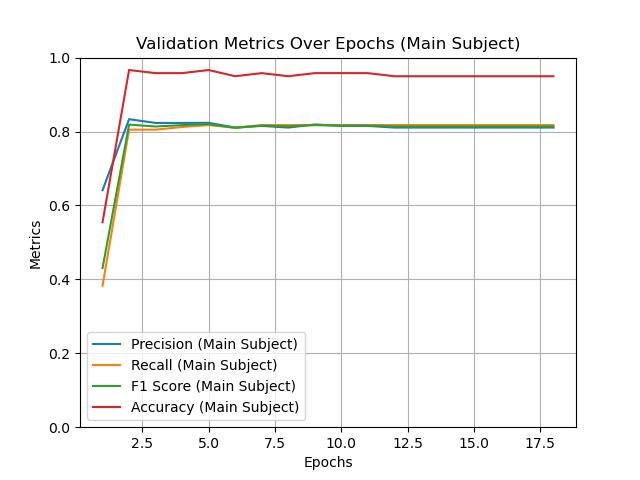 Validation Metrics Over Epochs (Main Subject)
1.0
0.8
0.6
0.4
0.2
0.0
Metrics
Precision (Main Subject)
Recall (Main Subject)
F1 Score (Main Subject)
Accuracy (Main Subject)
2.5 5.0 7.5 10.0 12.5 15.0 17.5
Epochs